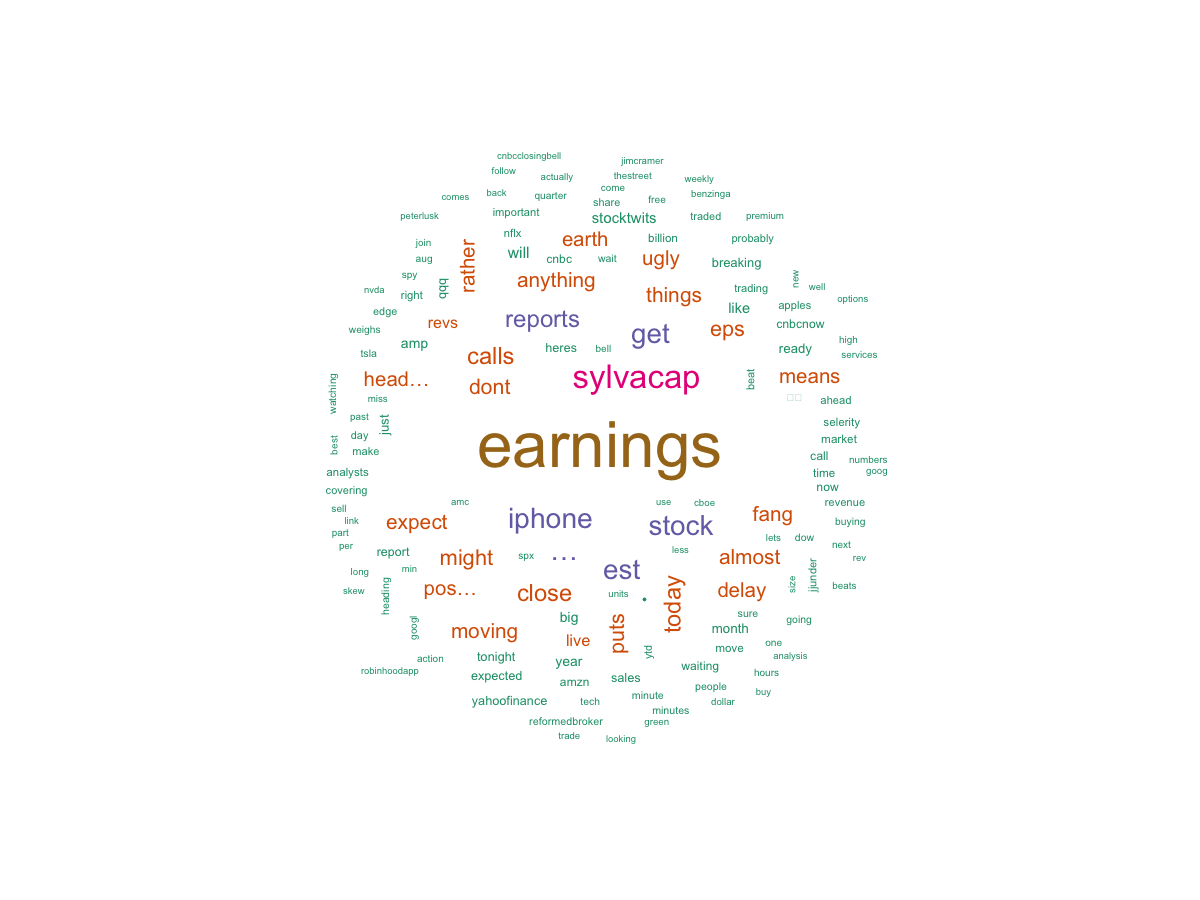 cnbcclosingbell
jimcramer
follow
actually
thestreet
weekly
comes
back
quarter
come
share
free
benzinga
peterlusk
important
stocktwits
traded
premium
join
nflx
earth
billion
probably
aug
rather
will
cnbc
wait
ugly
breaking
spy
qqq
anything
things
trading
new
well
nvda
right
like
apples
options
edge
revs
reports
get
eps
cnbcnow
weighs
amp
heres
bell
ready
high
tsla
calls
services
head…
dont
sylvacap
beat
means
watching
miss
ahead
past
just
selerity
best
day
earnings
market
make
call
numbers
analysts
time
goog
covering
now
sell
amc
use
cboe
revenue
link
expect
iphone
stock
fang
buying
part
lets
dow
per
report
might
spx
…
less
almost
next
rev
long
min
est
skew
heading
pos…
close
units
.
today
delay
size
jjunder
beats
googl
moving
big
live
puts
ytd
sure
month
going
action
tonight
year
move
one
analysis
robinhoodapp
expected
amzn
sales
waiting
hours
yahoofinance
tech
minute
people
buy
minutes
dollar
reformedbroker
green
trade
looking